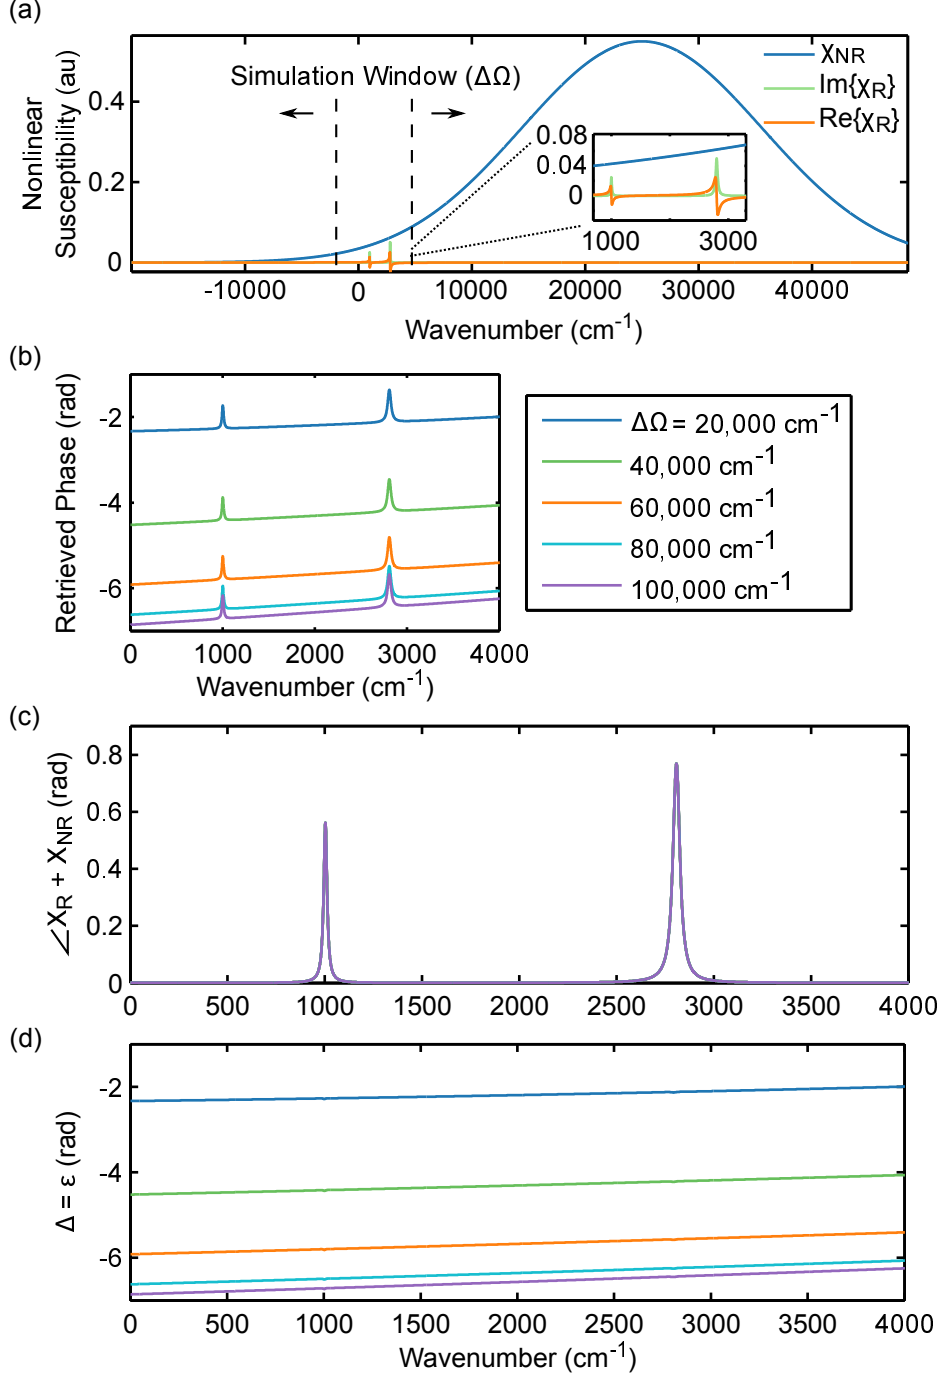 (a)
Nonlinear
Susceptibility (au)
0.4
0.2
0
Simulation Window (ΔΩ)
χNR
Im{χR}
Re{χR}
0.08
0.04
0
1000 3000
-10000 0 10000 20000 30000 40000
Wavenumber (cm-1)
(b)
Retrieved Phase (rad)
-2
-4
-6
0 1000 2000 3000 4000
Wavenumber (cm-1)
ΔΩ = 20,000 cm-1
40,000 cm-1
60,000 cm-1
80,000 cm-1
100,000 cm-1
(c)
∠XR + XNR (rad)
0.8
0.6
0.4
0.2
0
0 500 1000 1500 2000 2500 3000 3500 4000
(d)
Δ = ε (rad)
-2
-4
-6
0 500 1000 1500 2000 2500 3000 3500 4000
Wavenumber (cm-1)